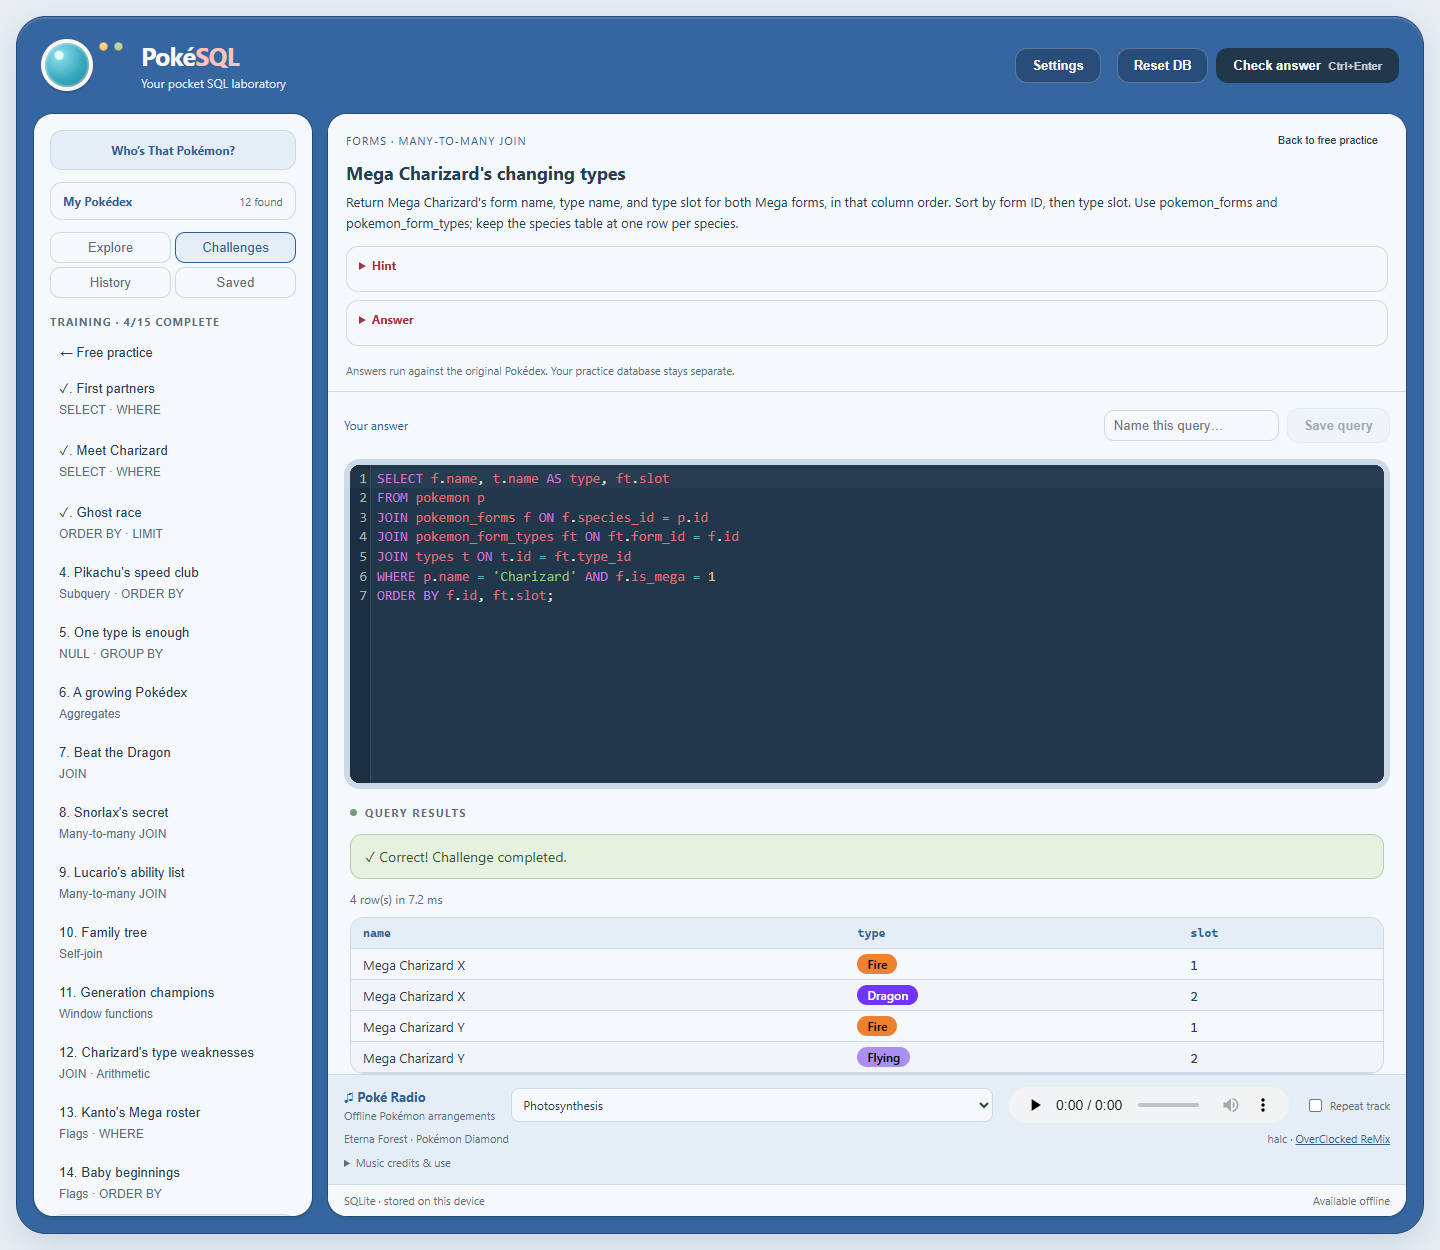 PokéSQL
Your pocket SQL laboratory
Settings
Reset DB
Check answer Ctrl+Enter
Who's That Pokémon?
My Pokédex 12 found
Explore
Challenges
History
Saved
TRAINING · 4/15 COMPLETE
← Free practice
✓. First partners
SELECT · WHERE
✓. Meet Charizard
SELECT · WHERE
✓. Ghost race
ORDER BY · LIMIT
4. Pikachu's speed club
Subquery · ORDER BY
5. One type is enough
NULL · GROUP BY
6. A growing Pokédex
Aggregates
7. Beat the Dragon
JOIN
8. Snorlax's secret
Many-to-many JOIN
9. Lucario's ability list
Many-to-many JOIN
10. Family tree
Self-join
11. Generation champions
Window functions
12. Charizard's type weaknesses
JOIN · Arithmetic
13. Kanto's Mega roster
Flags · WHERE
14. Baby beginnings
Flags · ORDER BY
FORMS · MANY-TO-MANY JOIN
Back to free practice
Mega Charizard's changing types
Return Mega Charizard's form name, type name, and type slot for both Mega forms, in that column order. Sort by form ID, then type slot. Use pokemon_forms and
pokemon_form_types; keep the species table at one row per species.
▶ Hint
▶ Answer
Answers run against the original Pokédex. Your practice database stays separate.
Your answer
Name this query...
Save query
1 SELECT f.name, t.name AS type, ft.slot
2 FROM pokemon p
3 JOIN pokemon_forms f ON f.species_id = p.id
4 JOIN pokemon_form_types ft ON ft.form_id = f.id
5 JOIN types t ON t.id = ft.type_id
6 WHERE p.name = 'Charizard' AND f.is_mega = 1
7 ORDER BY f.id, ft.slot;
QUERY RESULTS
✓ Correct! Challenge completed.
4 row(s) in 7.2 ms
name type slot
Mega Charizard X Fire 1
Mega Charizard X Dragon 2
Mega Charizard Y Fire 1
Mega Charizard Y Flying 2
♫ Poké Radio
Offline Pokémon arrangements
Photosynthesis
0:00 / 0:00
Repeat track
Eterna Forest · Pokémon Diamond
halc · OverClocked ReMix
▶ Music credits & use
SQLite · stored on this device
Available offline